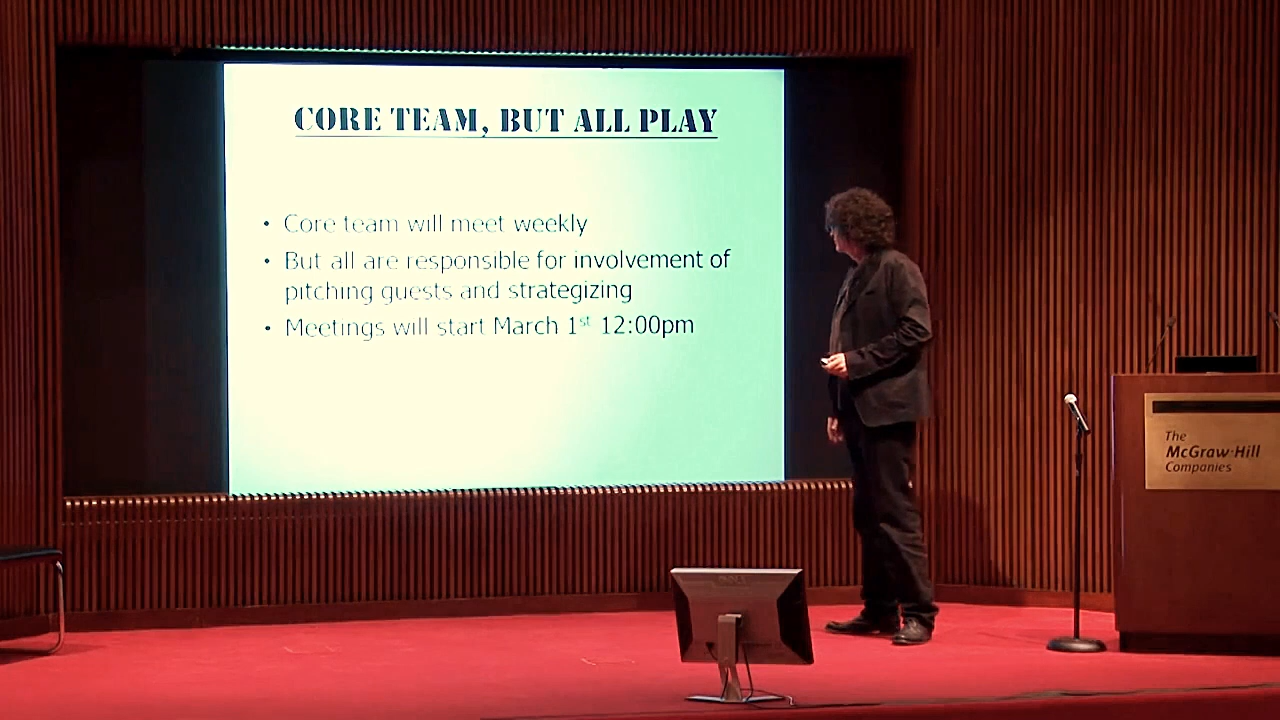 CORE TEAM, BUT ALL PLAY
• Core team will meet weekly
• But all are responsible for involvement of
pitching guests and strategizing
• Meetings will start March 1st 12:00pm
The
McGraw·Hill
Companies